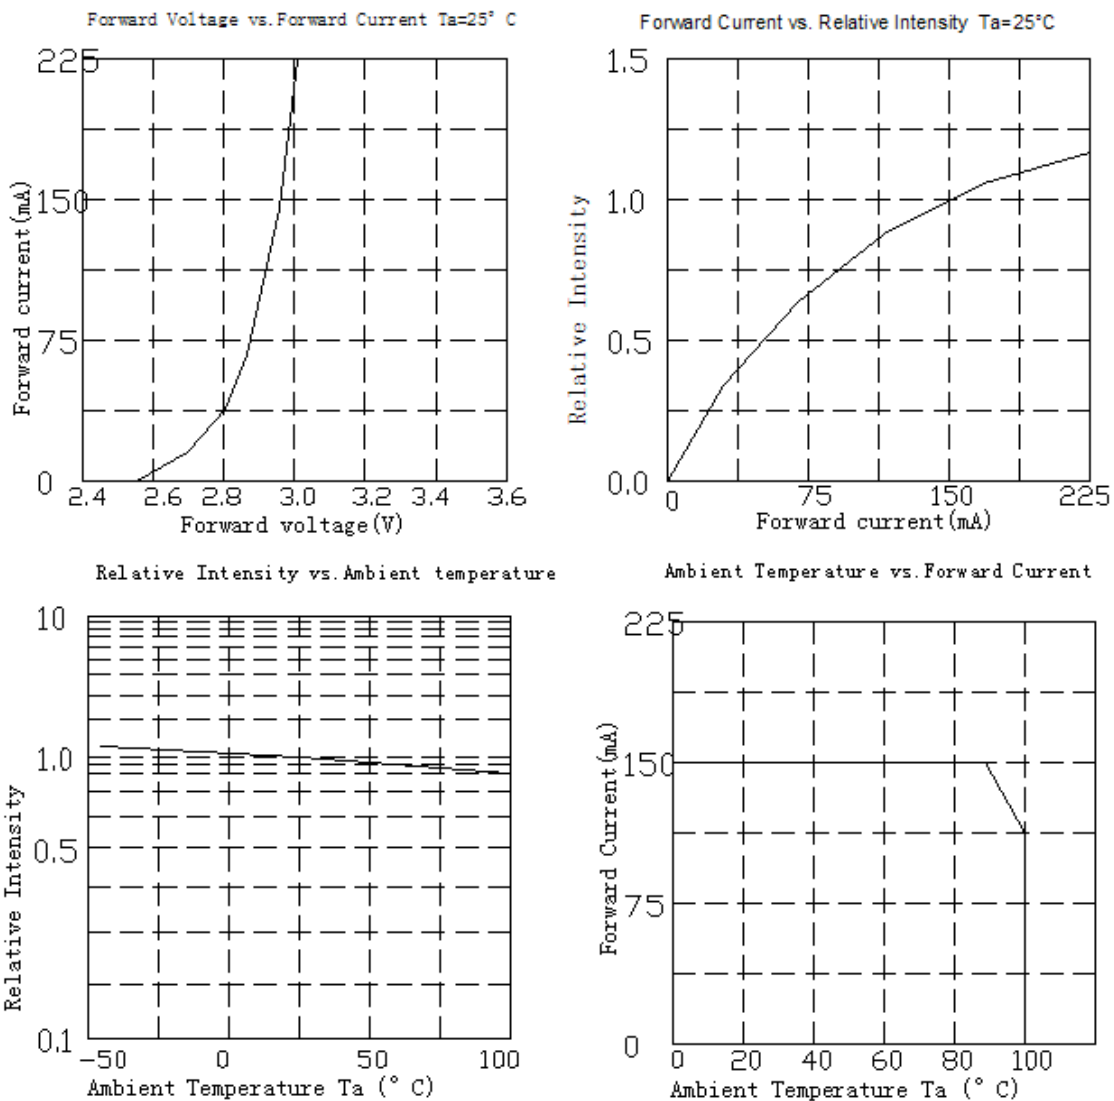 Forward Voltage vs.Forward Current Ta=25° C
225
150
75
0
2.4 2.6 2.8 3.0 3.2 3.4 3.6
Forward current(mA)
Forward voltage(V)
Forward Current vs. Relative Intensity Ta=25°C
1.5
1.0
0.5
0.0
0 75 150 225
Relative Intensity
Forward current(mA)
Relative Intensity vs.Ambient temperature
10
1.0
0.5
0.1
-50 0 50 100
Relative Intensity
Ambient Temperature Ta (° C)
Ambient Temperature vs.Forward Current
225
150
75
0
0 20 40 60 80 100
Forward Current(mA)
Ambient Temperature Ta (° C)